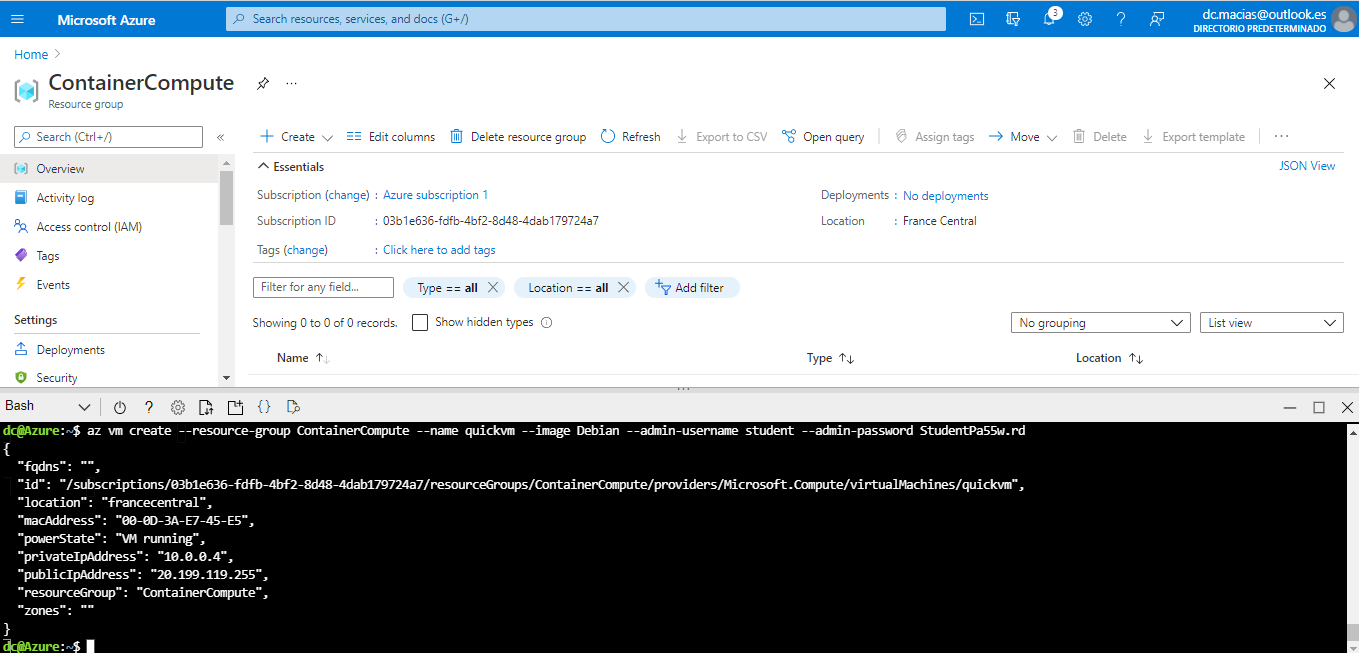 Microsoft Azure
Search resources, services, and docs (G+/)
3
dc.macias@outlook.es
DIRECTORIO PREDETERMINADO
Home
ContainerCompute
Resource group
Search (Ctrl+/)
«
Create
Edit columns
Delete resource group
Refresh
Export to CSV
Open query
Assign tags
Move
Delete
Export template
Overview
Activity log
Access control (IAM)
Tags
Events
Settings
Deployments
Security
Essentials
JSON View
Subscription (change) : Azure subscription 1
Deployments : No deployments
Subscription ID : 03b1e636-fdfb-4bf2-8d48-4dab179724a7
Location : France Central
Tags (change) : Click here to add tags
Filter for any field...
Type == all
Location == all
Add filter
Showing 0 to 0 of 0 records.
Show hidden types
No grouping
List view
Name
Type
Location
Bash
dc@Azure:~$ az vm create --resource-group ContainerCompute --name quickvm --image Debian --admin-username student --admin-password StudentPa55w.rd
{
"fqdns": "",
"id": "/subscriptions/03b1e636-fdfb-4bf2-8d48-4dab179724a7/resourceGroups/ContainerCompute/providers/Microsoft.Compute/virtualMachines/quickvm",
"location": "francecentral",
"macAddress": "00-0D-3A-E7-45-E5",
"powerState": "VM running",
"privateIpAddress": "10.0.0.4",
"publicIpAddress": "20.199.119.255",
"resourceGroup": "ContainerCompute",
"zones": ""
}
dc@Azure:~$